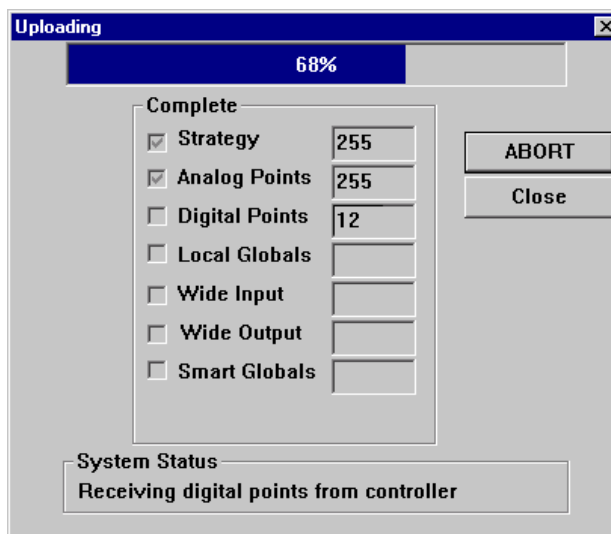 Uploading
68%
Complete
Strategy 255
Analog Points 255
Digital Points 12
Local Globals
Wide Input
Wide Output
Smart Globals
ABORT
Close
System Status
Receiving digital points from controller